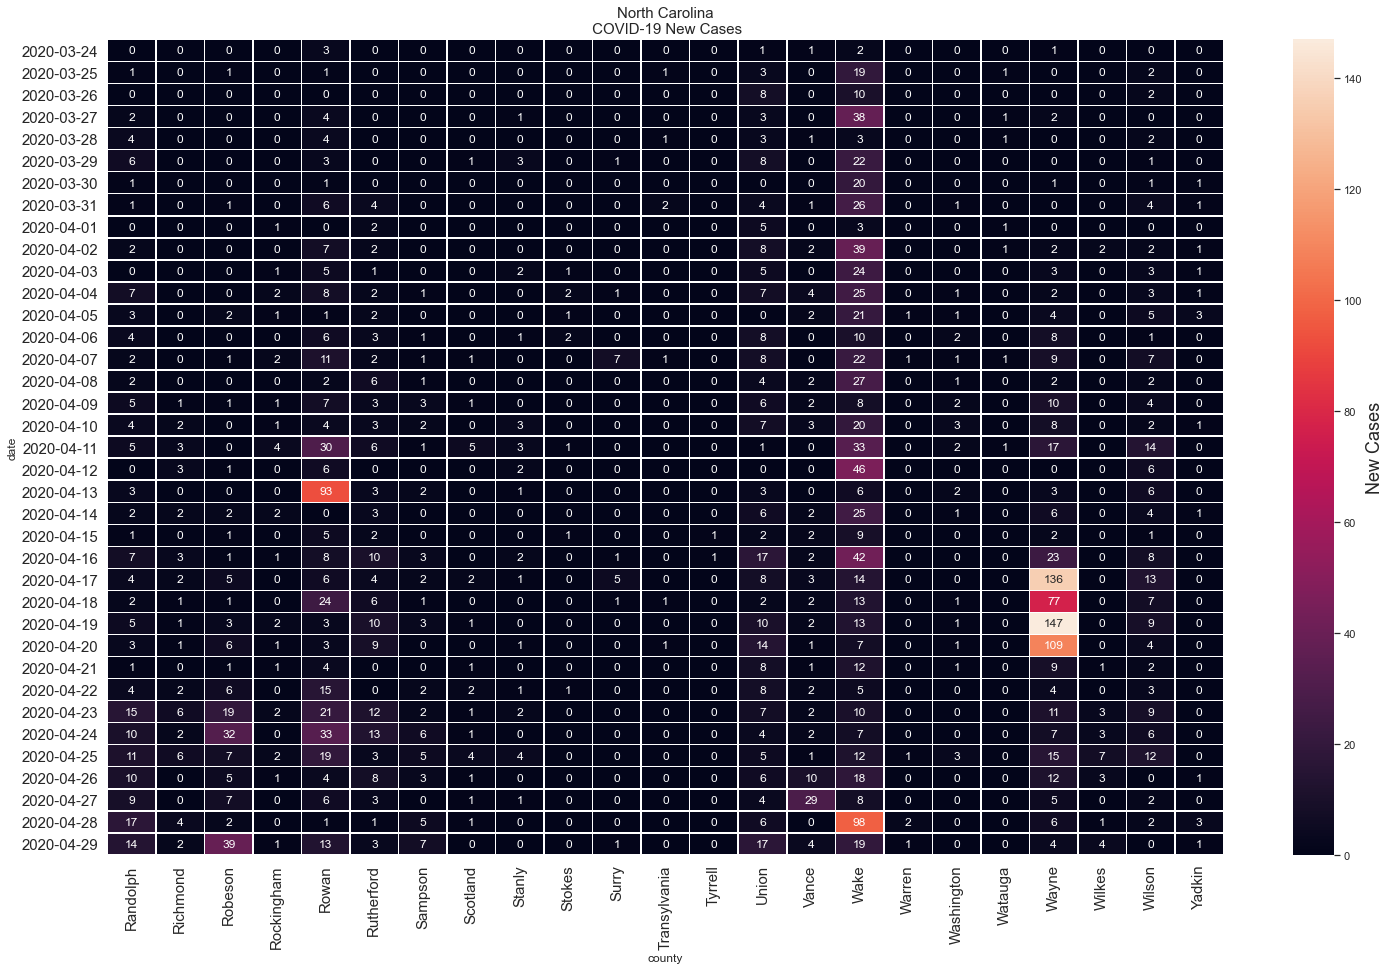 North Carolina
COVID-19 New Cases
2020-03-24 0 0 0 0 3 0 0 0 0 0 0 0 0 1 1 2 0 0 0 1 0 0 0
2020-03-25 1 0 1 0 1 0 0 0 0 0 0 1 0 3 0 19 0 0 1 0 0 2 0
2020-03-26 0 0 0 0 0 0 0 0 0 0 0 0 0 8 0 10 0 0 0 0 0 2 0
2020-03-27 2 0 0 0 4 0 0 0 1 0 0 0 0 3 0 38 0 0 1 2 0 0 0
2020-03-28 4 0 0 0 4 0 0 0 0 0 0 1 0 3 1 3 0 0 1 0 0 2 0
2020-03-29 6 0 0 0 3 0 0 1 3 0 1 0 0 8 0 22 0 0 0 0 0 1 0
2020-03-30 1 0 0 0 1 0 0 0 0 0 0 0 0 0 0 20 0 0 0 1 0 1 1
2020-03-31 1 0 1 0 6 4 0 0 0 0 0 2 0 4 1 26 0 1 0 0 0 4 1
2020-04-01 0 0 0 1 0 2 0 0 0 0 0 0 0 5 0 3 0 0 1 0 0 0 0
2020-04-02 2 0 0 0 7 2 0 0 0 0 0 0 0 8 2 39 0 0 1 2 2 2 1
2020-04-03 0 0 0 1 5 1 0 0 2 1 0 0 0 5 0 24 0 0 0 3 0 3 1
2020-04-04 7 0 0 2 8 2 1 0 2 2 1 0 0 7 4 25 0 1 0 2 0 3 1
2020-04-05 3 0 2 1 1 2 0 0 0 1 0 0 0 0 2 21 1 1 0 4 0 5 3
2020-04-06 4 0 0 0 6 3 1 0 1 2 0 0 0 8 0 10 0 2 0 8 0 1 0
2020-04-07 2 0 1 2 11 2 1 1 0 0 7 1 0 8 0 22 1 1 1 9 0 7 0
2020-04-08 2 0 0 0 2 6 1 0 0 0 0 0 0 4 2 27 0 1 0 2 0 2 0
2020-04-09 5 1 1 1 7 3 3 1 0 0 0 0 0 6 2 8 0 2 0 10 0 4 0
2020-04-10 4 2 0 1 4 3 2 0 3 0 0 0 0 7 3 20 0 3 0 8 0 2 1
2020-04-11 5 3 0 4 30 6 1 5 3 1 0 0 0 1 0 33 0 2 1 17 0 14 0
2020-04-12 0 3 1 0 6 0 0 0 2 0 0 0 0 0 0 46 0 0 0 0 0 6 0
2020-04-13 3 0 0 0 93 3 2 0 1 0 0 0 0 3 0 6 0 2 0 3 0 6 0
2020-04-14 2 2 2 2 0 3 0 0 0 0 0 0 0 6 2 25 0 1 0 6 0 4 1
2020-04-15 1 0 1 0 5 2 0 0 0 1 0 0 1 2 2 9 0 0 0 2 0 1 0
2020-04-16 7 3 1 1 8 10 3 0 2 0 1 0 1 17 2 42 0 0 0 23 0 8 0
2020-04-17 4 2 5 0 6 4 2 2 1 0 5 0 0 8 3 14 0 0 0 136 0 13 0
2020-04-18 2 1 1 0 24 6 1 0 0 0 1 1 0 2 2 13 0 1 0 77 0 7 0
2020-04-19 5 1 3 2 3 10 3 1 0 0 0 0 0 10 2 13 0 1 0 147 0 9 0
2020-04-20 3 1 6 1 3 9 0 0 1 0 0 1 0 14 1 7 0 1 0 109 0 4 0
2020-04-21 1 0 1 1 4 0 0 1 0 0 0 0 0 8 1 12 0 1 0 9 1 2 0
2020-04-22 4 2 6 0 15 0 2 2 1 1 0 0 0 8 2 5 0 0 0 4 0 3 0
2020-04-23 15 6 19 2 21 12 2 1 2 0 0 0 0 7 2 10 0 0 0 11 3 9 0
2020-04-24 10 2 32 0 33 13 6 1 0 0 0 0 0 4 2 7 0 0 0 7 3 6 0
2020-04-25 11 6 7 2 19 3 5 4 4 0 0 0 0 5 1 12 1 3 0 15 7 12 0
2020-04-26 10 0 5 1 4 8 3 1 0 0 0 0 0 6 10 18 0 0 0 12 3 0 1
2020-04-27 9 0 7 0 6 3 0 1 1 0 0 0 0 4 29 8 0 0 0 5 0 2 0
2020-04-28 17 4 2 0 1 1 5 1 0 0 0 0 0 6 0 98 2 0 0 6 1 2 3
2020-04-29 14 2 39 1 13 3 7 0 0 0 1 0 0 17 4 19 1 0 0 4 4 0 1
date
Randolph Richmond Robeson Rockingham Rowan Rutherford Sampson Scotland Stanly Stokes Surry Transylvania Tyrrell Union Vance Wake Warren Washington Watauga Wayne Wilkes Wilson Yadkin
county
140
120
100
80
60
40
20
0
New Cases